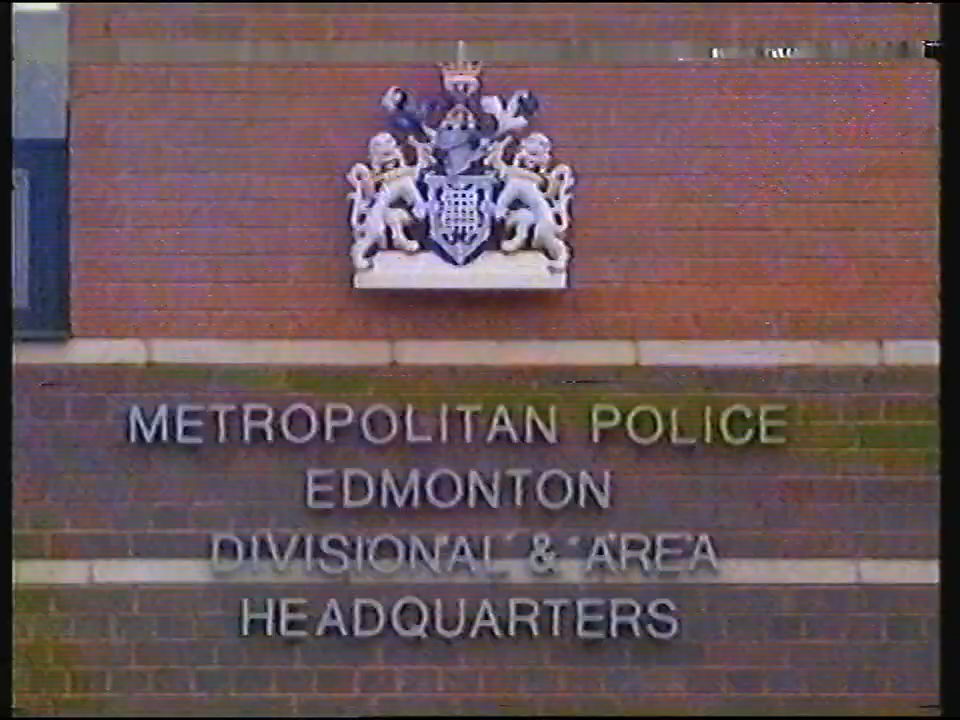 METROPOLITAN POLICE
EDMONTON
DIVISIONAL & AREA
HEADQUARTERS